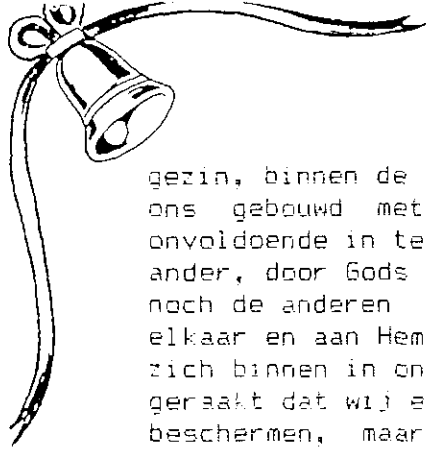 gezin, binnen de
ons gebouwd met
onvoldoende in te
ander, door Gods
noch de anderen
elkaar en aan Hem
zich binnen in on
geraakt dat wij e
beschermen, maar